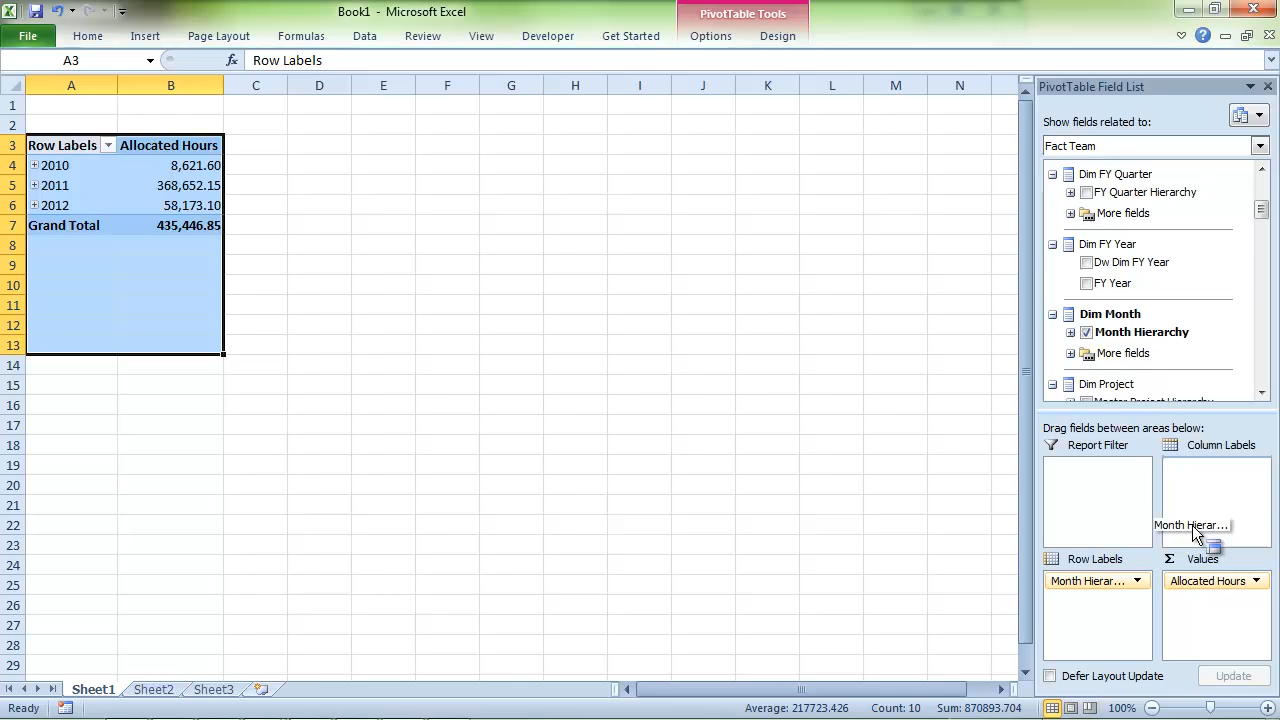 Book1 - Microsoft Excel
PivotTable Tools
File Home Insert Page Layout Formulas Data Review View Developer Get Started Options Design
A3 fx Row Labels
A B C D E F G H I J K L M N
1
2
3 Row Labels Allocated Hours
4 2010 8,621.60
5 2011 368,652.15
6 2012 58,173.10
7 Grand Total 435,446.85
8
9
10
11
12
13
14
15
16
17
18
19
20
21
22
23
24
25
26
27
28
29
PivotTable Field List
Show fields related to:
Fact Team
Dim FY Quarter
FY Quarter Hierarchy
More fields
Dim FY Year
Dw Dim FY Year
FY Year
Dim Month
Month Hierarchy
More fields
Dim Project
Master Project Hierarchy
Drag fields between areas below:
Report Filter Column Labels
Month Hierar...
Row Labels Σ Values
Month Hierar... Allocated Hours
Defer Layout Update Update
Sheet1 Sheet2 Sheet3
Ready Average: 217723.426 Count: 10 Sum: 870893.704 100%